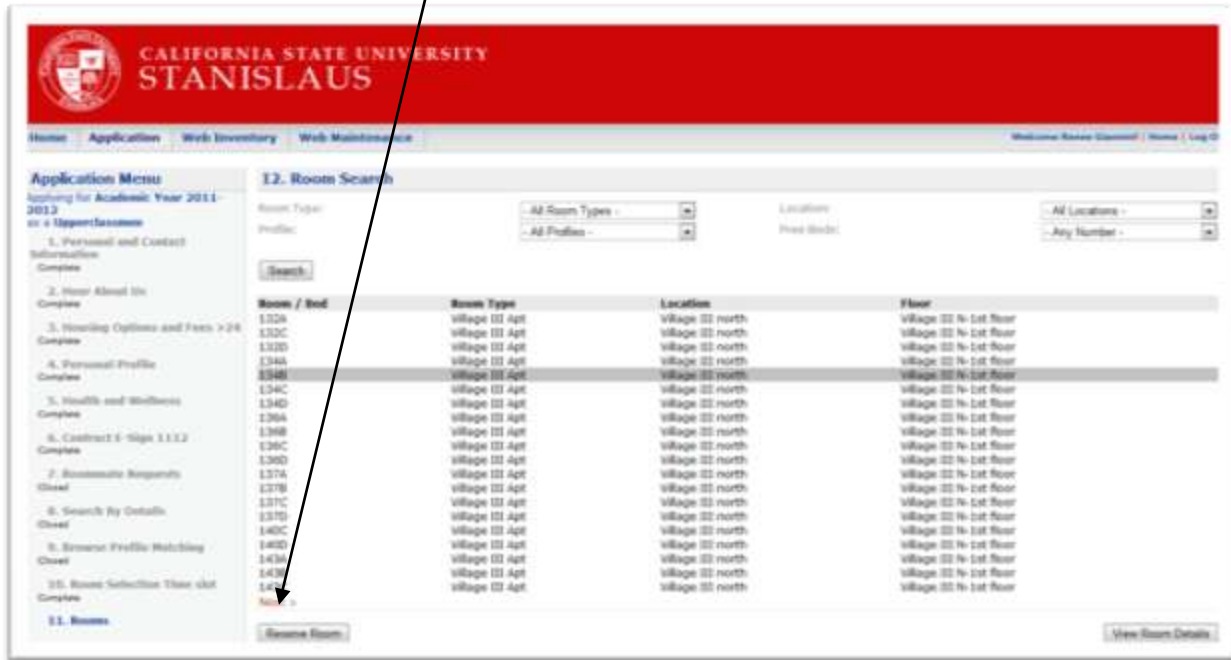 CALIFORNIA STATE UNIVERSITY
STANISLAUS
Home Application Web Inventory Web Maintenance Welcome | Home | Log O
Application Menu
Applying for Academic Year 2011-
2012
as a Upperclassmen
1. Personal and Contact
Information
Complete
2. Hear About Us
Complete
3. Housing Options and Fees >24
Complete
4. Personal Profile
Complete
5. Health and Wellness
Complete
6. Contract E-Sign 1112
Complete
7. Roommate Requests
Closed
8. Search By Details
Closed
9. Browse Profile Matching
Closed
10. Room Selection Time slot
Complete
11. Rooms
12. Room Search
Room Type: - All Room Types - Location: - All Locations -
Profile: - All Profiles - Free Beds: - Any Number -
Search
Room / Bed Room Type Location Floor
132A Village III Apt Village III north Village III N-1st floor
132C Village III Apt Village III north Village III N-1st floor
132D Village III Apt Village III north Village III N-1st floor
134A Village III Apt Village III north Village III N-1st floor
134B Village III Apt Village III north Village III N-1st floor
134C Village III Apt Village III north Village III N-1st floor
134D Village III Apt Village III north Village III N-1st floor
136A Village III Apt Village III north Village III N-1st floor
136B Village III Apt Village III north Village III N-1st floor
136C Village III Apt Village III north Village III N-1st floor
136D Village III Apt Village III north Village III N-1st floor
137A Village III Apt Village III north Village III N-1st floor
137B Village III Apt Village III north Village III N-1st floor
137C Village III Apt Village III north Village III N-1st floor
137D Village III Apt Village III north Village III N-1st floor
140C Village III Apt Village III north Village III N-1st floor
140D Village III Apt Village III north Village III N-1st floor
143A Village III Apt Village III north Village III N-1st floor
143B Village III Apt Village III north Village III N-1st floor
Village III Apt Village III north Village III N-1st floor
Next >
Reserve Room View Room Details